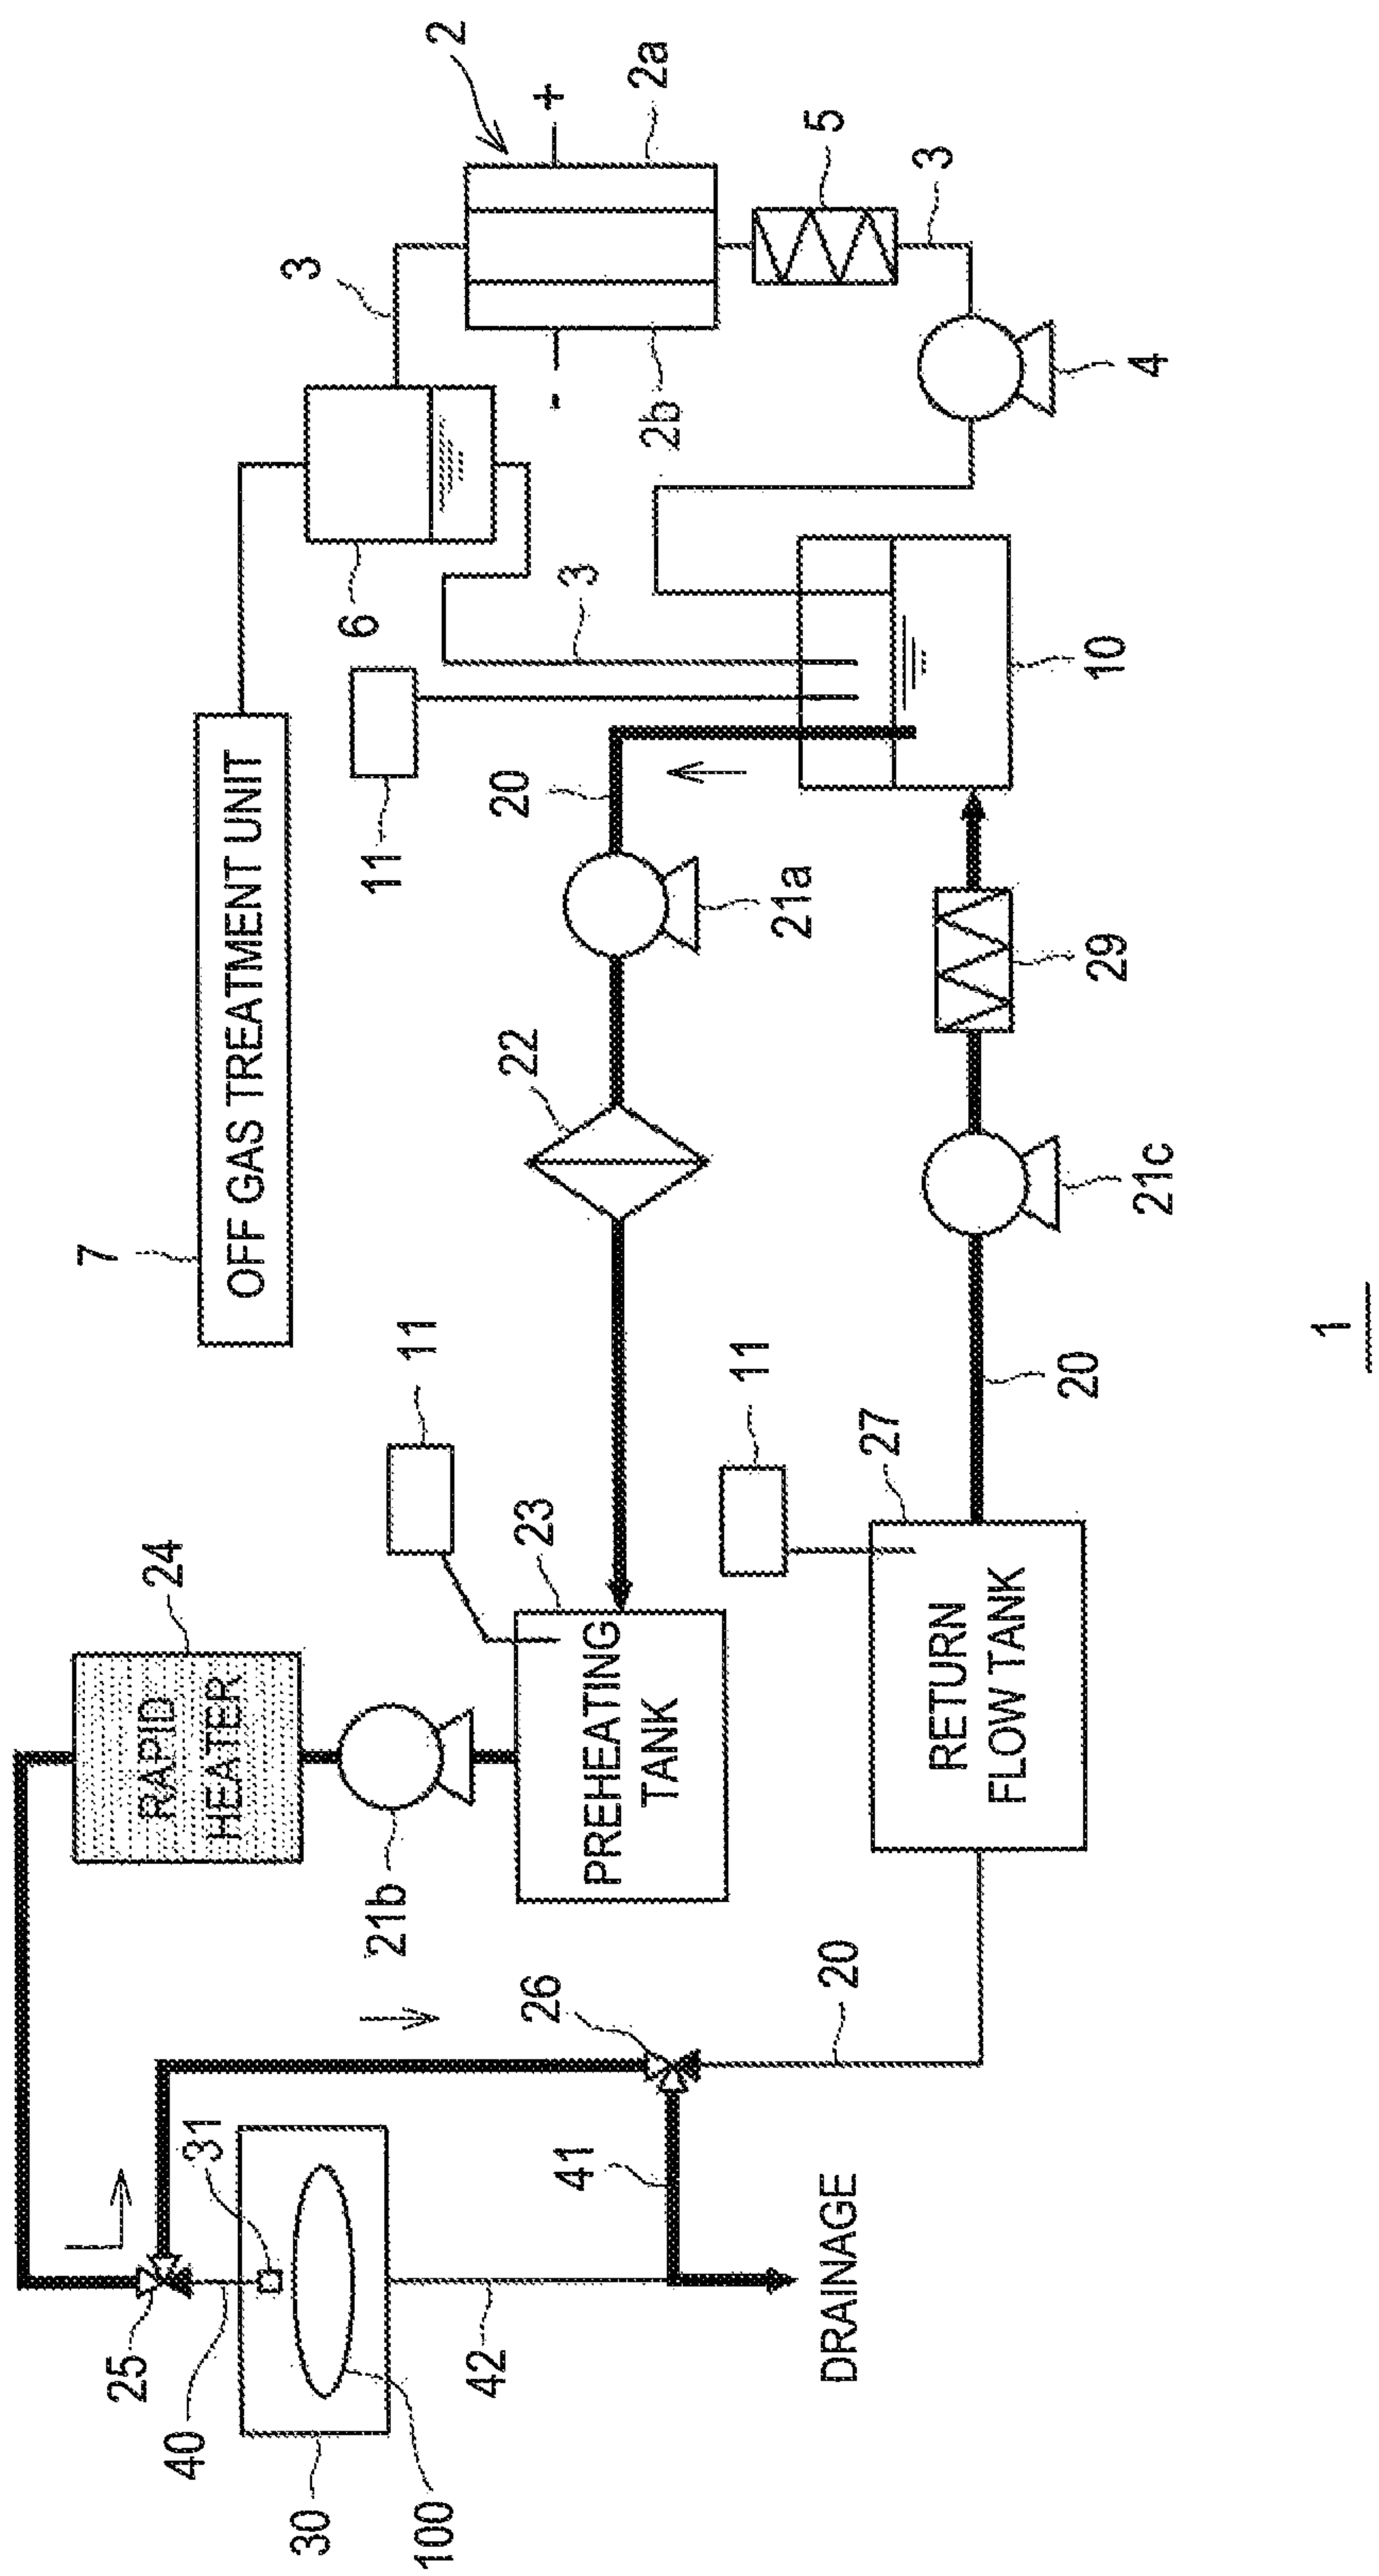 7
25
24
RAPID
HEATER
40
31
OFF GAS TREATMENT UNIT
3
30
6
11
21b
11
100
2
42
20
22
23
26
+
-
41
3
PREHEATING
TANK
2a
2b
11
21a
5
DRAINAGE
20
27
3
RETURN
FLOW TANK
20
10
29
4
21c
1